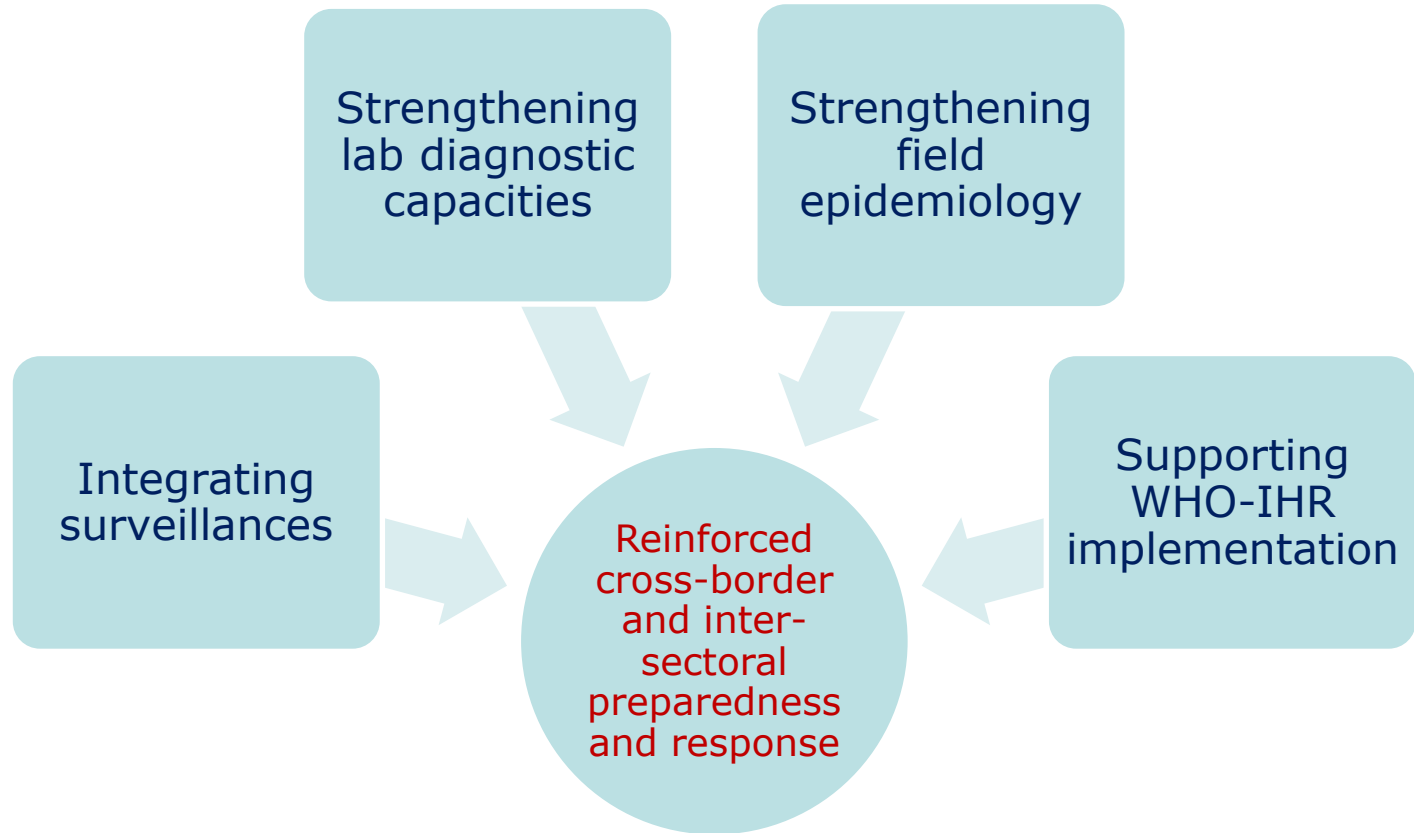 Strengthening
lab diagnostic
capacities
Strengthening
field
epidemiology
Integrating
surveillances
Supporting
WHO-IHR
implementation
Reinforced
cross-border
and inter-
sectoral
preparedness
and response